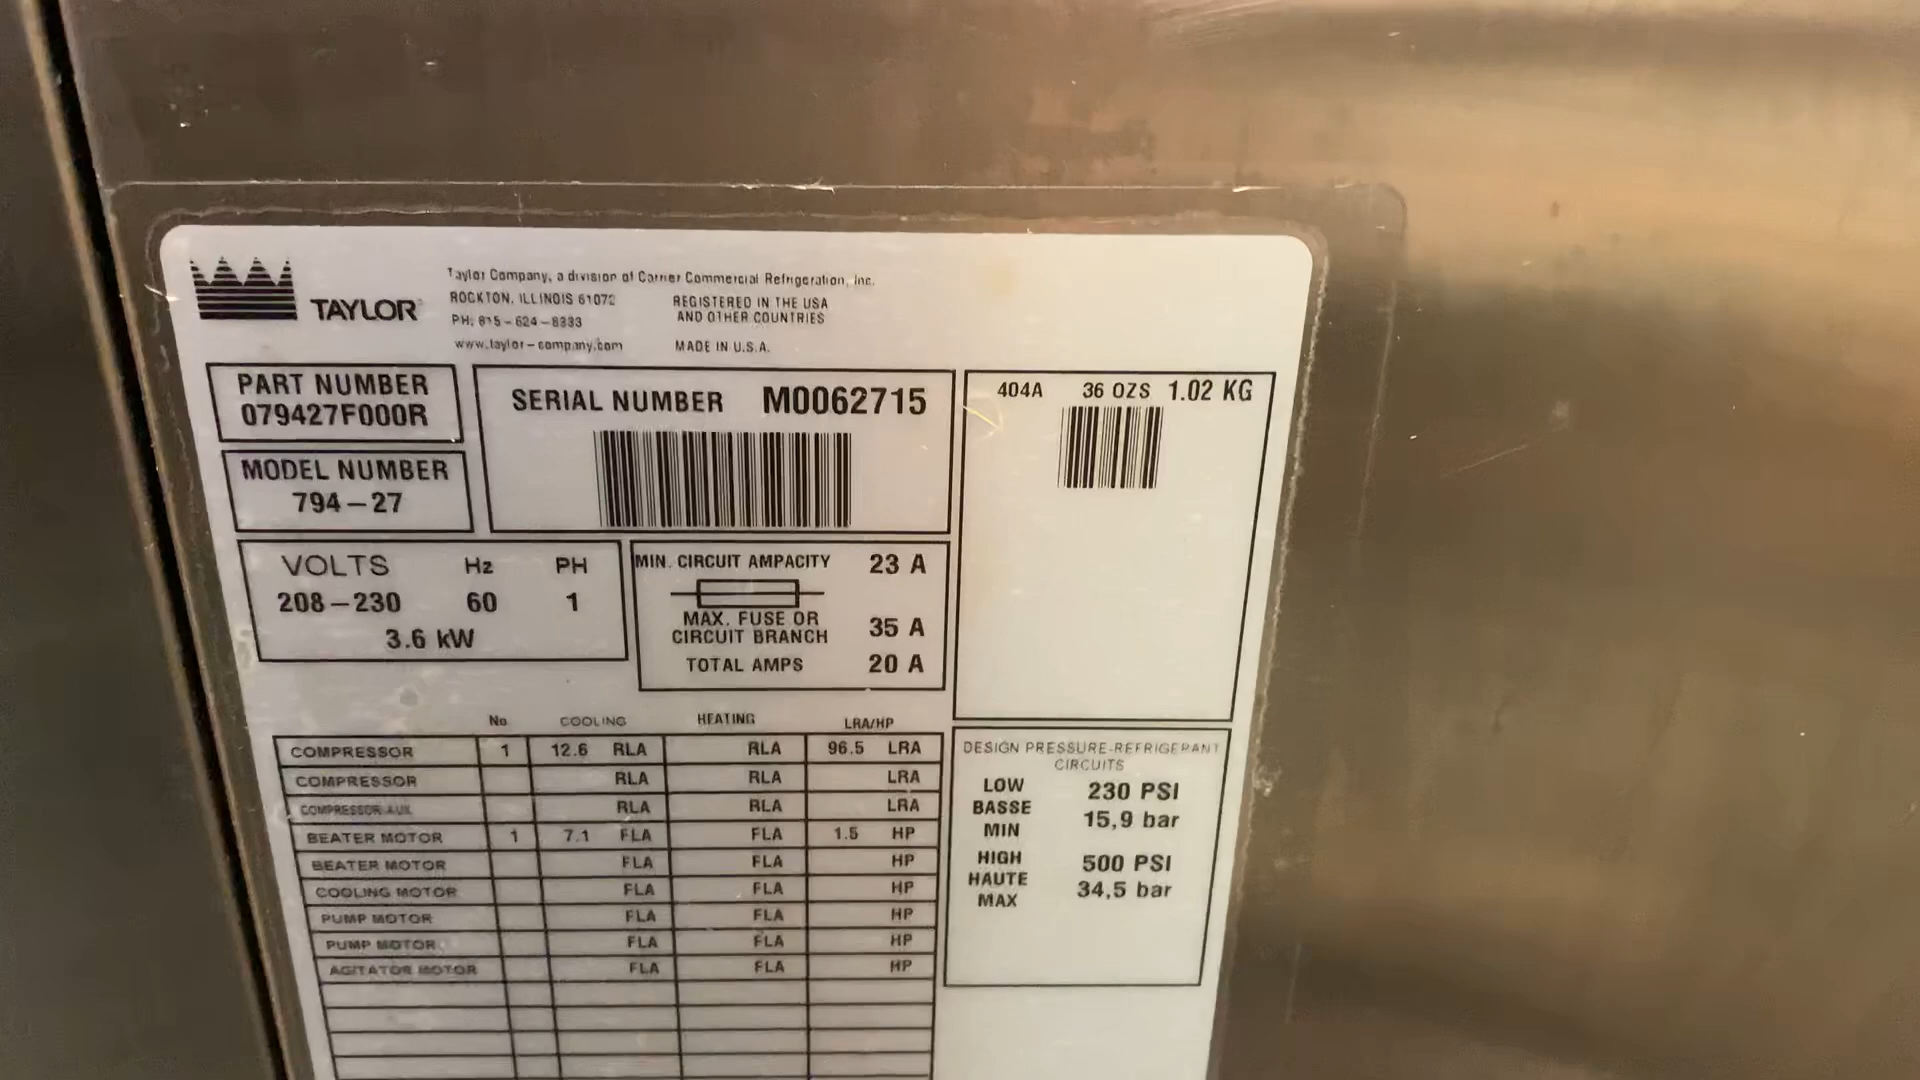 TAYLOR
Taylor Company, a division of Carrier Commercial Refrigeration, Inc.
ROCKTON, ILLINOIS 61072
PH: 815-624-8333
www.taylor-company.com
REGISTERED IN THE USA
AND OTHER COUNTRIES
MADE IN U.S.A.
PART NUMBER
079427F000R
MODEL NUMBER
794-27
SERIAL NUMBER M0062715
404A 36 OZS 1.02 KG
VOLTS Hz PH
208-230 60 1
3.6 kW
MIN. CIRCUIT AMPACITY 23 A
MAX. FUSE OR
CIRCUIT BRANCH 35 A
TOTAL AMPS 20 A
No. COOLING HEATING LRA/HP
COMPRESSOR 1 12.6 RLA RLA 96.5 LRA
COMPRESSOR RLA RLA LRA
COMPRESSOR-AUX. RLA RLA LRA
BEATER MOTOR 1 7.1 FLA FLA 1.5 HP
BEATER MOTOR FLA FLA HP
COOLING MOTOR FLA FLA HP
PUMP MOTOR FLA FLA HP
PUMP MOTOR FLA FLA HP
AGITATOR MOTOR FLA FLA HP
DESIGN PRESSURE-REFRIGERANT
CIRCUITS
LOW
BASSE
MIN
230 PSI
15,9 bar
HIGH
HAUTE
MAX
500 PSI
34,5 bar